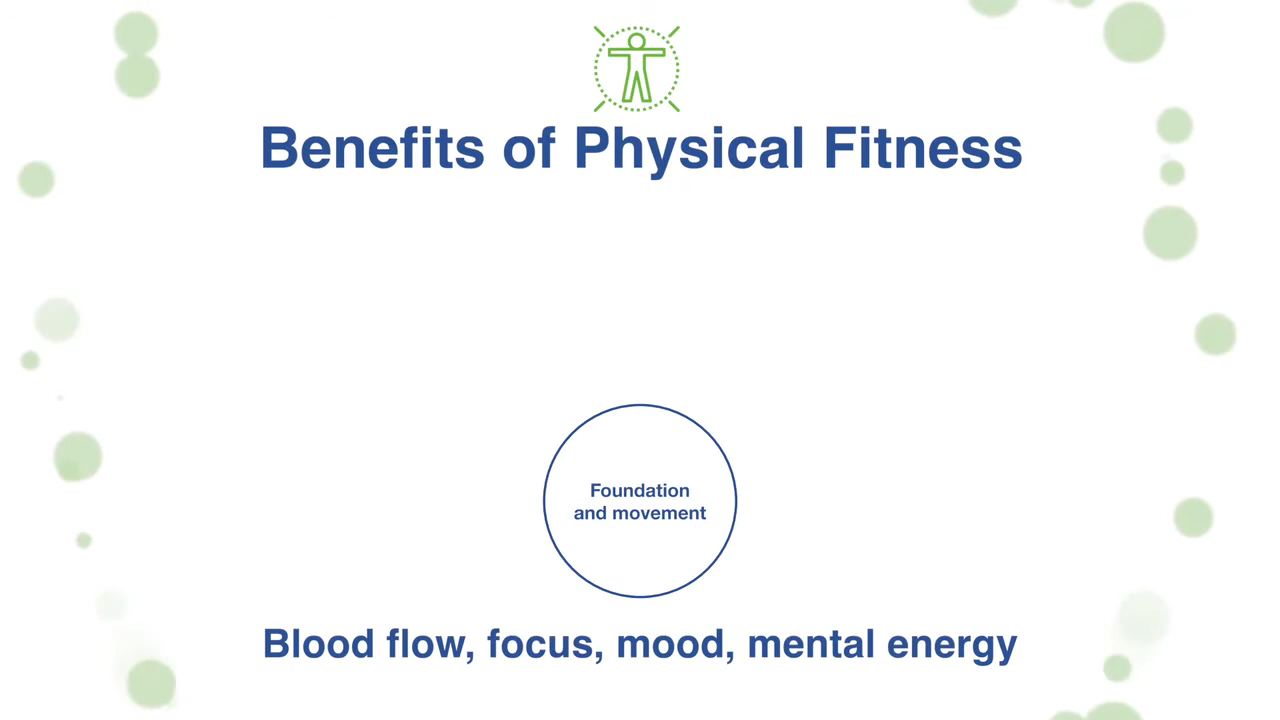 Benefits of Physical Fitness
Foundation
and movement
Blood flow, focus, mood, mental energy